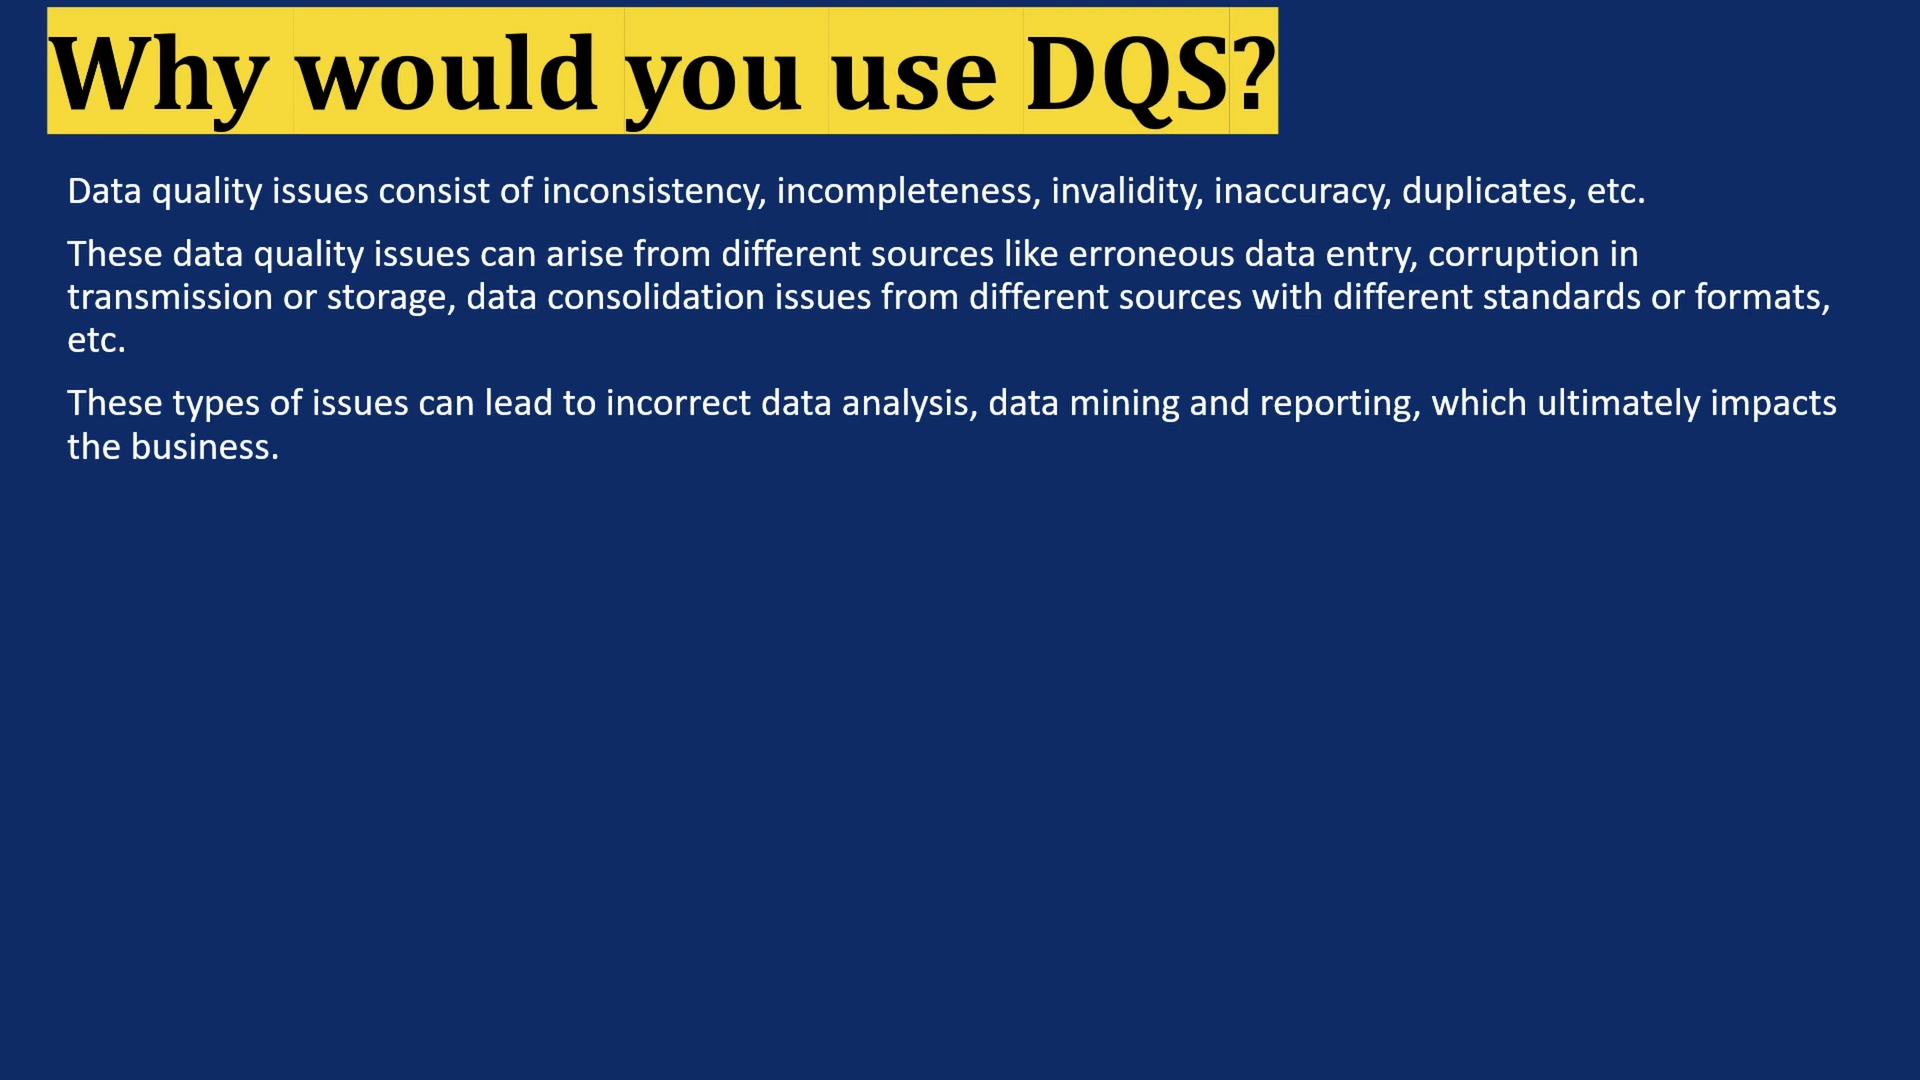 Why would you use DQS?
Data quality issues consist of inconsistency, incompleteness, invalidity, inaccuracy, duplicates, etc.
These data quality issues can arise from different sources like erroneous data entry, corruption in
transmission or storage, data consolidation issues from different sources with different standards or formats,
etc.
These types of issues can lead to incorrect data analysis, data mining and reporting, which ultimately impacts
the business.